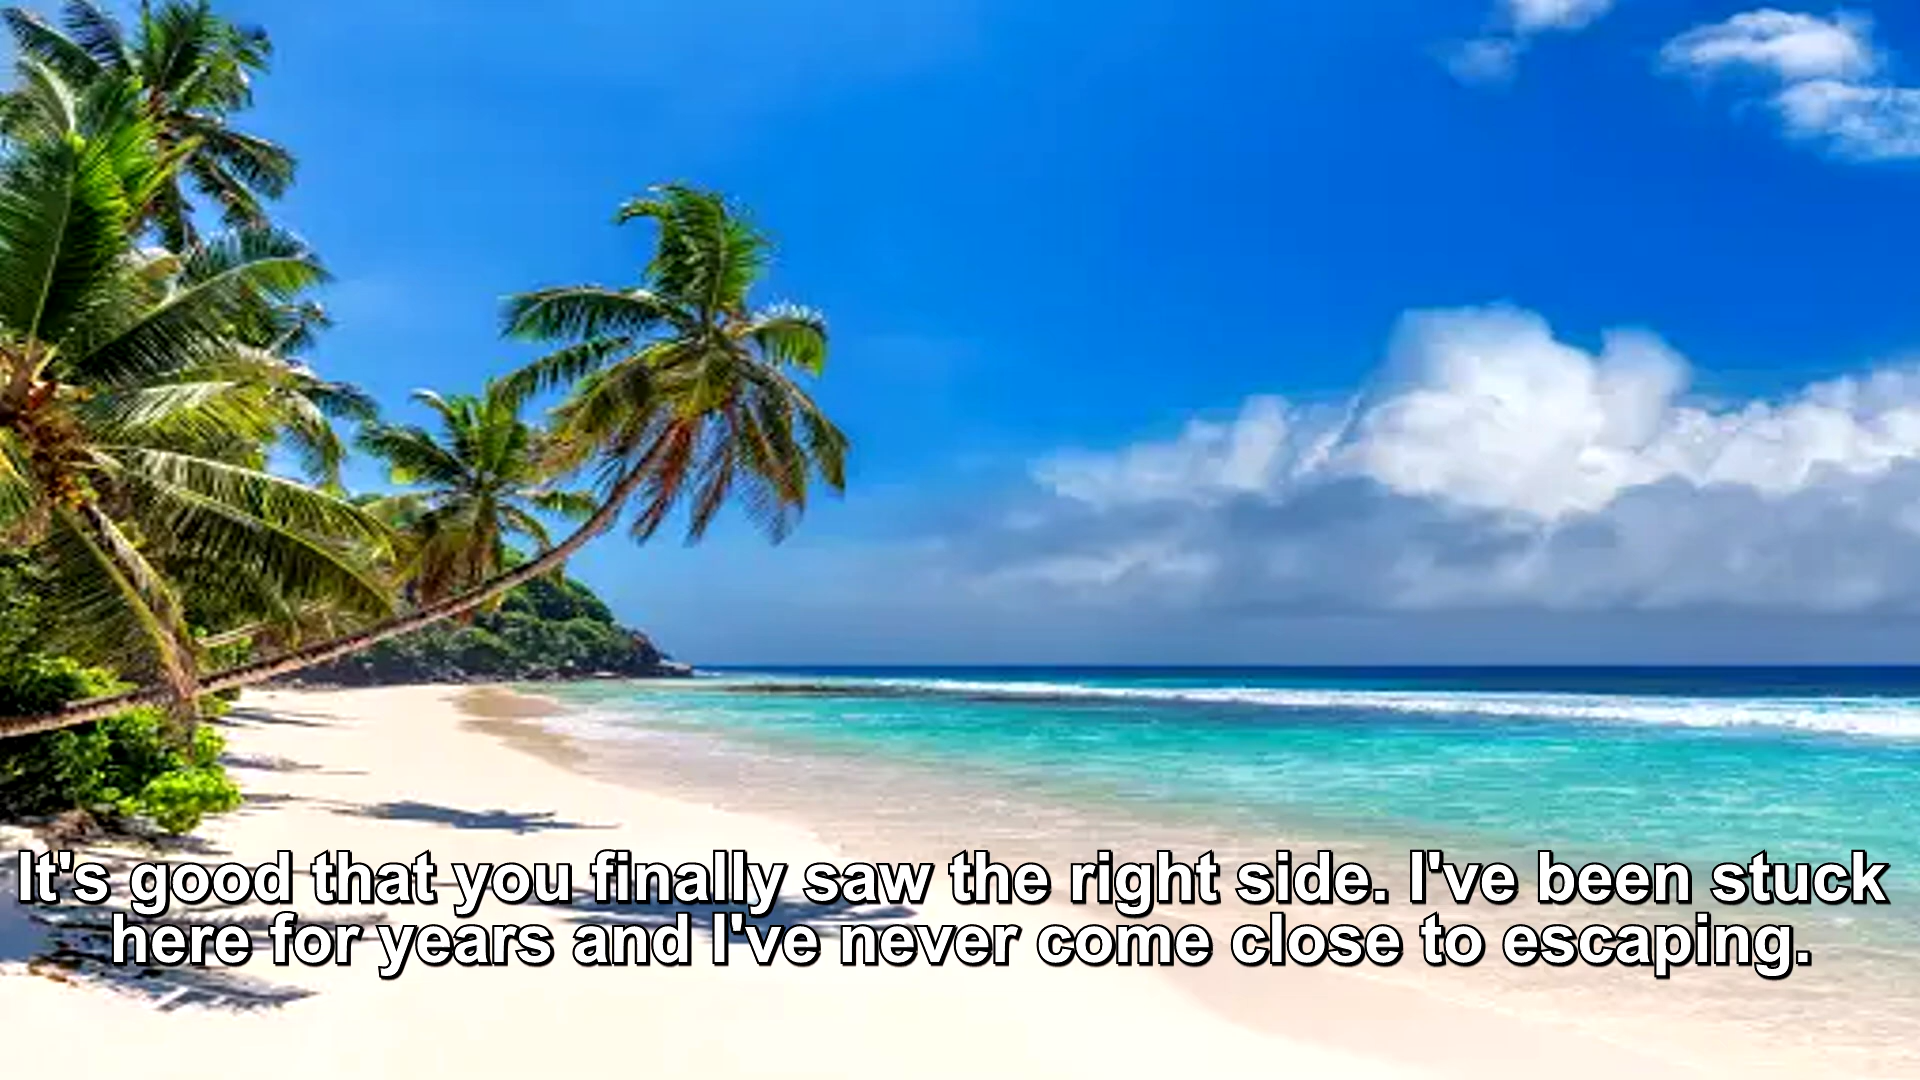 It's good that you finally saw the right side. I've been stuck
here for years and I've never come close to escaping.